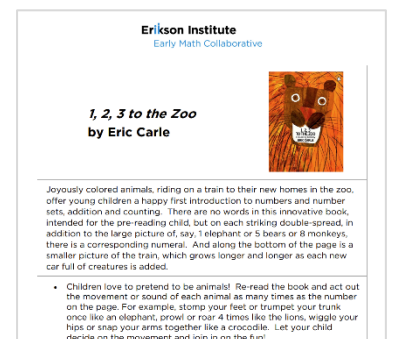 Erikson Institute
Early Math Collaborative
1, 2, 3 to the Zoo
by Eric Carle
ERIC CARLE
Joyously colored animals, riding on a train to their new homes in the zoo,
offer young children a happy first introduction to numbers and number
sets, addition and counting.  There are no words in this innovative book,
intended for the pre-reading child, but on each striking double-spread, in
addition to the large picture of, say, 1 elephant or 5 bears or 8 monkeys,
there is a corresponding numeral.  And along the bottom of the page is a
smaller picture of the train, which grows longer and longer as each new
car full of creatures is added.
• Children love to pretend to be animals!  Re-read the book and act out
the movement or sound of each animal as many times as the number
on the page. For example, stomp your feet or trumpet your trunk
once like an elephant, prowl or roar 4 times like the lions, wiggle your
hips or snap your arms together like a crocodile.  Let your child
decide on the movement and join in on the fun!